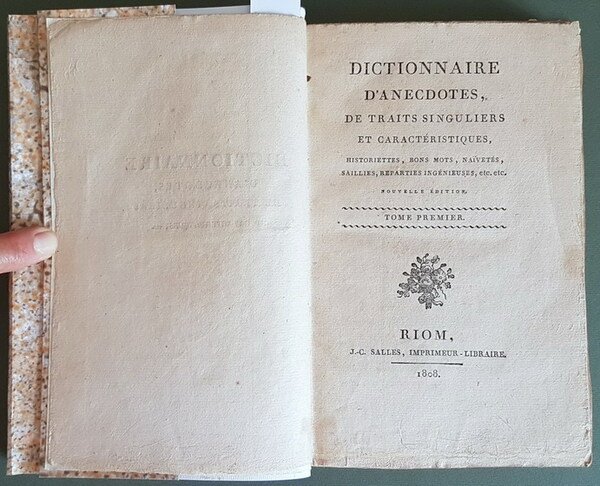 DICTIONNAIRE
D'ANECDOTES,
DE TRAITS SINGULIERS
ET CARACTÉRISTIQUES,
HISTORIETTES, BONS MOTS, NAÏVETÉS,
SAILLIES, REPARTIES INGÉNIEUSES, etc. etc.
NOUVELLE ÉDITION.
TOME PREMIER.
RIOM,
J.-C. SALLES, IMPRIMEUR-LIBRAIRE.
1808.